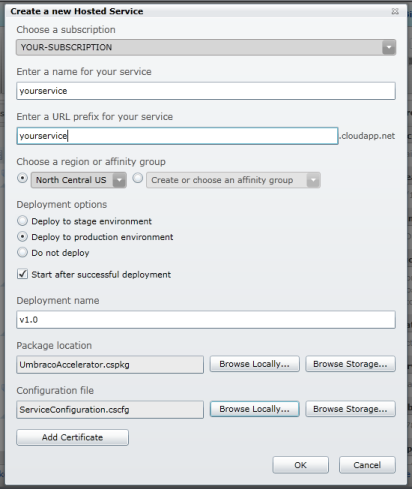 Create a new Hosted Service
Choose a subscription
YOUR-SUBSCRIPTION
Enter a name for your service
yourservice
Enter a URL prefix for your service
yourservice .cloudapp.net
Choose a region or affinity group
North Central US Create or choose an affinity group
Deployment options
Deploy to stage environment
Deploy to production environment
Do not deploy
Start after successful deployment
Deployment name
v1.0
Package location
UmbracoAccelerator.cspkg Browse Locally... Browse Storage...
Configuration file
ServiceConfiguration.cscfg Browse Locally... Browse Storage...
Add Certificate
OK Cancel